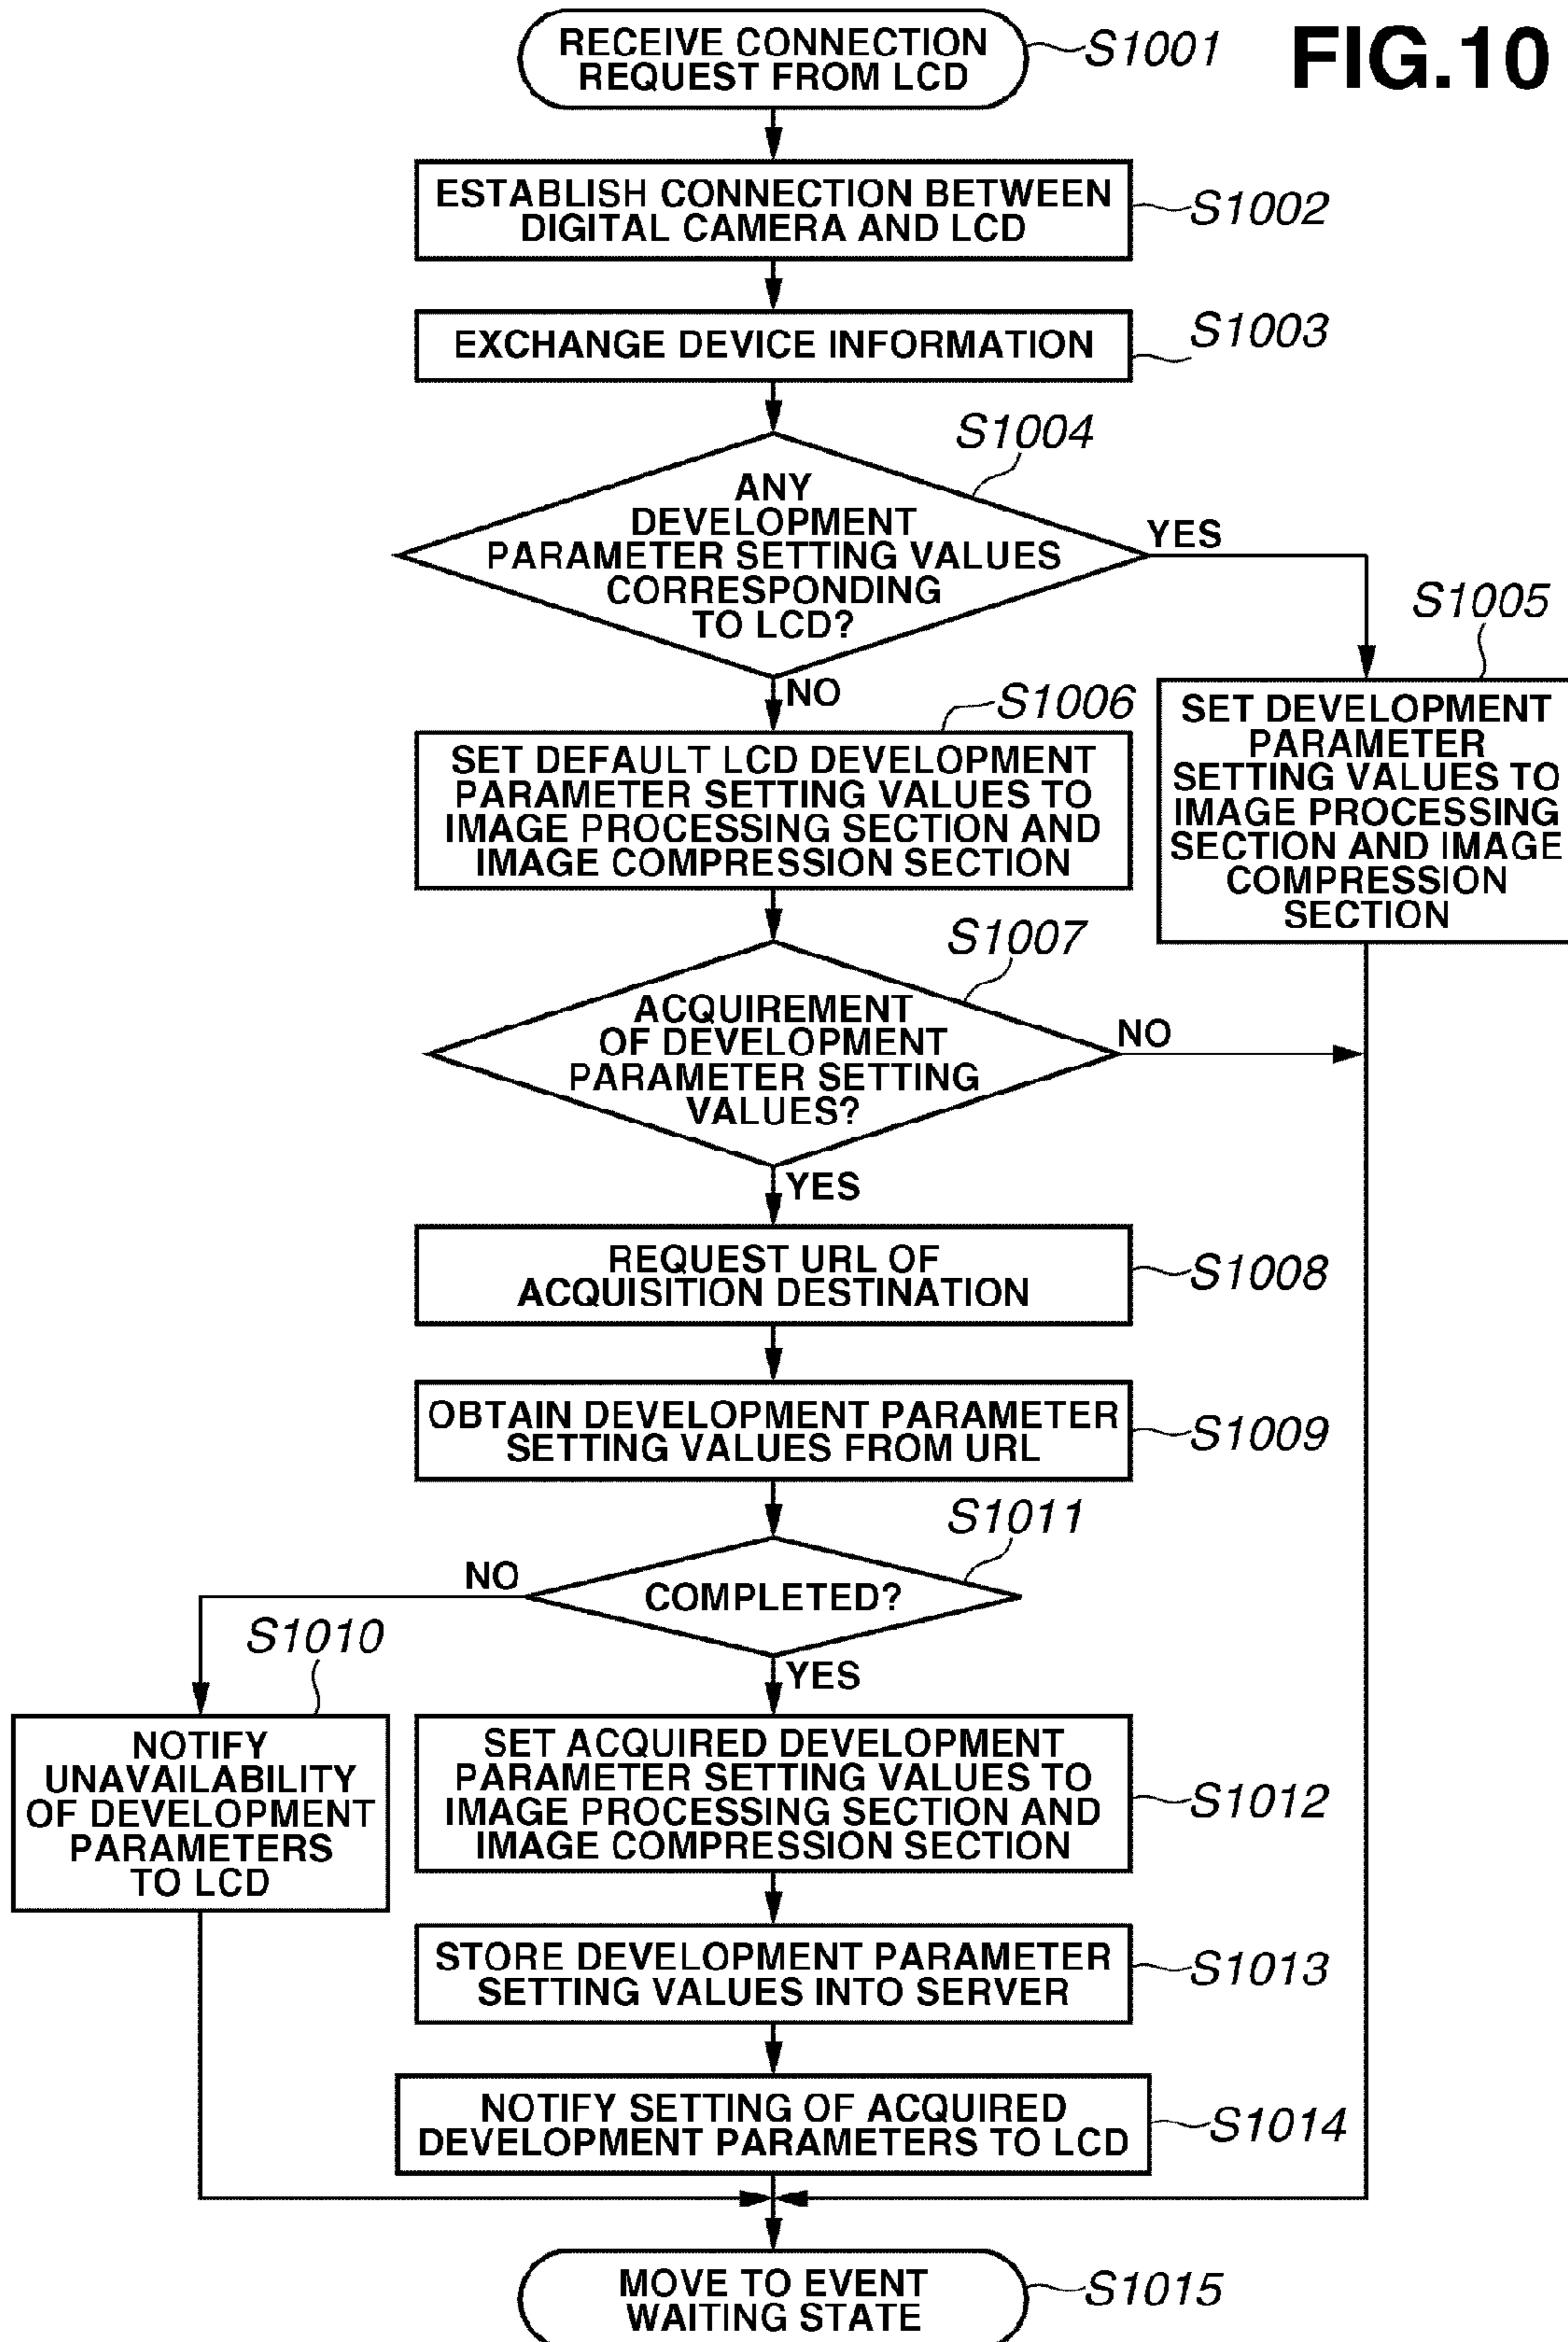 FIG.10
RECEIVE CONNECTION
REQUEST FROM LCD
S1001
ESTABLISH CONNECTION BETWEEN
DIGITAL CAMERA AND LCD
S1002
EXCHANGE DEVICE INFORMATION
S1003
S1004
ANY
DEVELOPMENT
PARAMETER SETTING VALUES
CORRESPONDING
TO LCD?
YES
NO
S1005
SET DEVELOPMENT
PARAMETER
SETTING VALUES TO
IMAGE PROCESSING
SECTION AND IMAGE
COMPRESSION
SECTION
S1006
SET DEFAULT LCD DEVELOPMENT
PARAMETER SETTING VALUES TO
IMAGE PROCESSING SECTION AND
IMAGE COMPRESSION SECTION
S1007
ACQUIREMENT
OF DEVELOPMENT
PARAMETER SETTING
VALUES?
NO
YES
REQUEST URL OF
ACQUISITION DESTINATION
S1008
OBTAIN DEVELOPMENT PARAMETER
SETTING VALUES FROM URL
S1009
S1011
COMPLETED?
NO
YES
S1010
NOTIFY
UNAVAILABILITY
OF DEVELOPMENT
PARAMETERS
TO LCD
SET ACQUIRED DEVELOPMENT
PARAMETER SETTING VALUES TO
IMAGE PROCESSING SECTION AND
IMAGE COMPRESSION SECTION
S1012
STORE DEVELOPMENT PARAMETER
SETTING VALUES INTO SERVER
S1013
NOTIFY SETTING OF ACQUIRED
DEVELOPMENT PARAMETERS TO LCD
S1014
MOVE TO EVENT
WAITING STATE
S1015